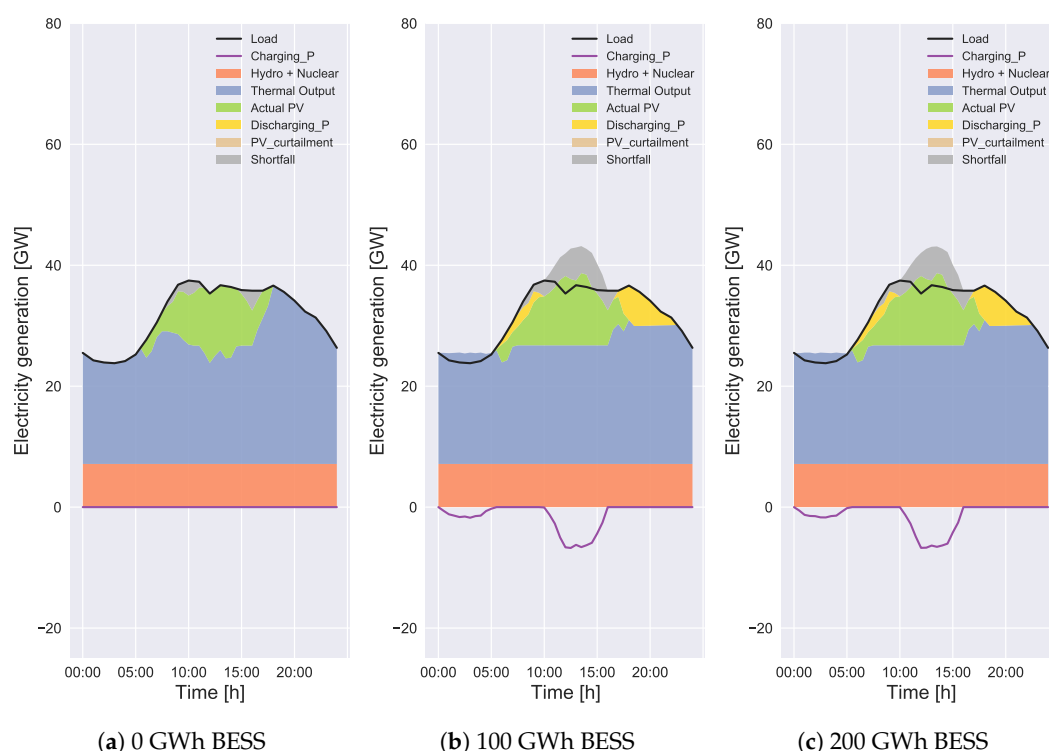 80
60
40
20
0
−20
Electricity generation [GW]
Load
Charging_P
Hydro + Nuclear
Thermal Output
Actual PV
Discharging_P
PV_curtailment
Shortfall
00:00 05:00 10:00 15:00 20:00
Time [h]
(a) 0 GWh BESS
80
60
40
20
0
−20
Electricity generation [GW]
Load
Charging_P
Hydro + Nuclear
Thermal Output
Actual PV
Discharging_P
PV_curtailment
Shortfall
00:00 05:00 10:00 15:00 20:00
Time [h]
(b) 100 GWh BESS
80
60
40
20
0
−20
Electricity generation [GW]
Load
Charging_P
Hydro + Nuclear
Thermal Output
Actual PV
Discharging_P
PV_curtailment
Shortfall
00:00 05:00 10:00 15:00 20:00
Time [h]
(c) 200 GWh BESS